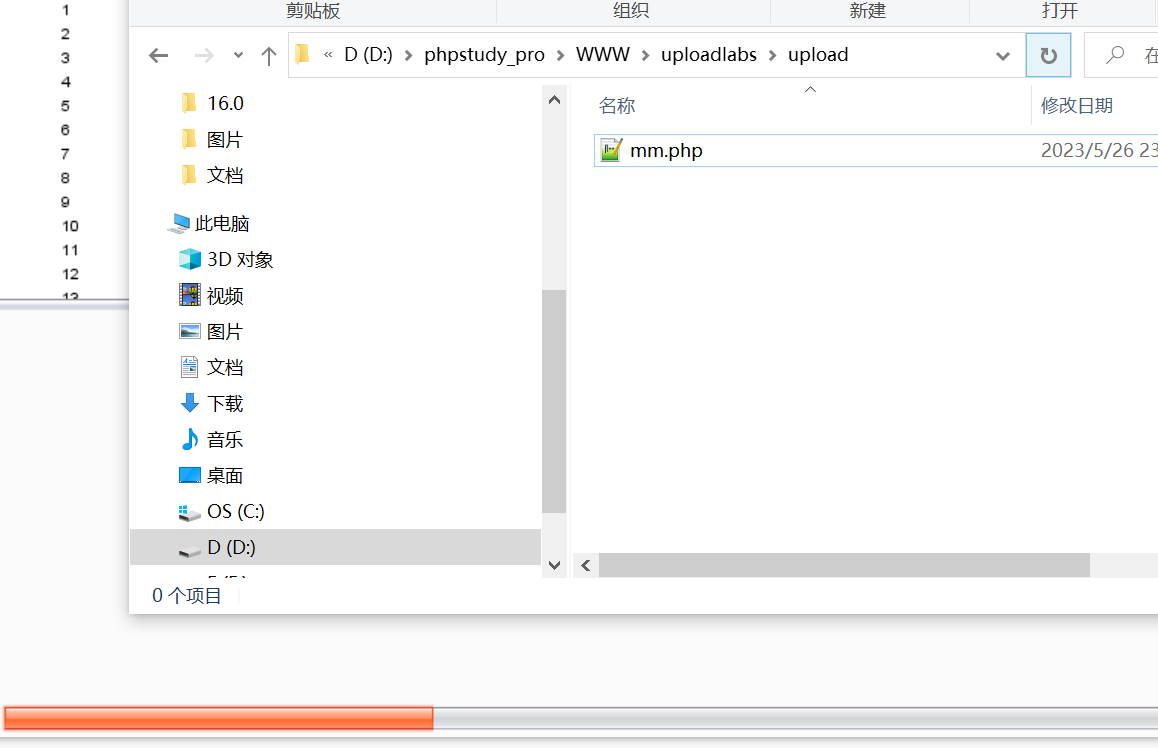 剪贴板 组织 新建 打开
1
2
3
4
5
6
7
8
9
10
11
12
13
« D (D:) › phpstudy_pro › WWW › uploadlabs › upload
在
16.0
图片
文档
此电脑
3D 对象
视频
图片
文档
下载
音乐
桌面
OS (C:)
D (D:)
名称 修改日期
mm.php 2023/5/26 23
0 个项目